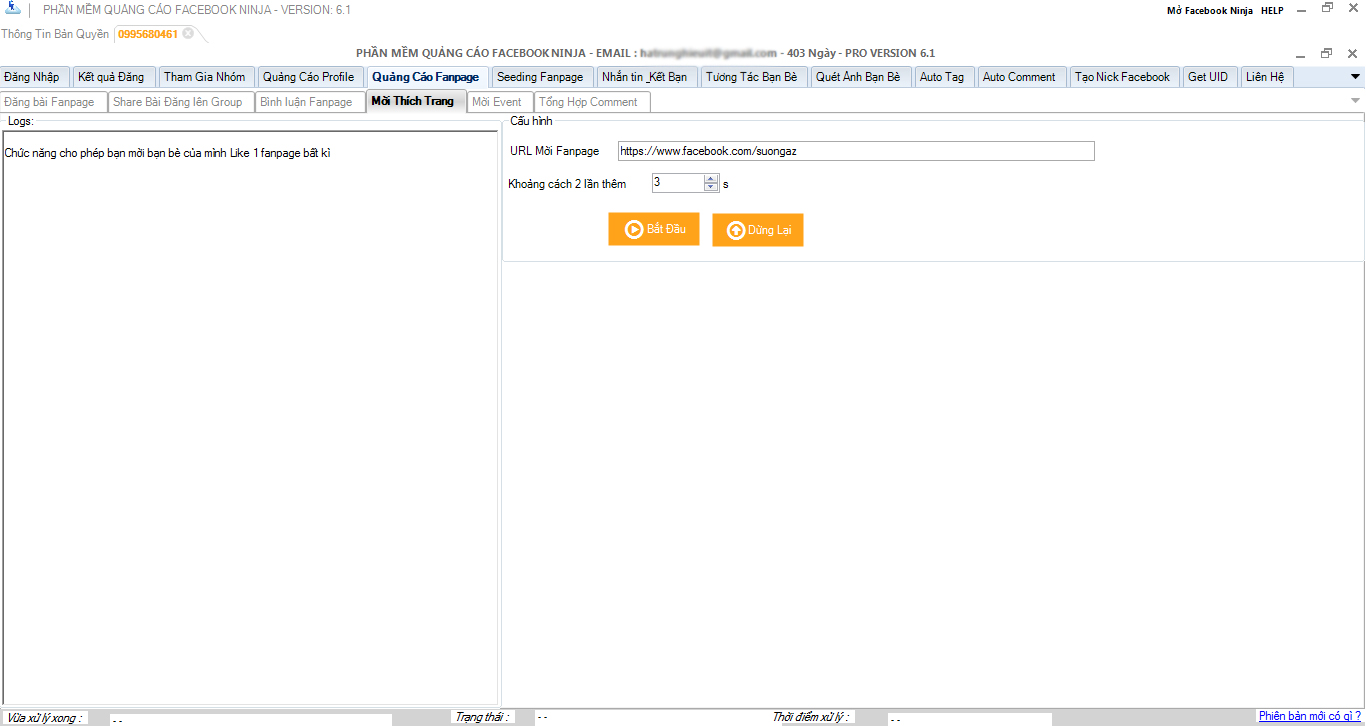 PHẦN MỀM QUẢNG CÁO FACEBOOK NINJA - VERSION: 6.1
Mở Facebook Ninja HELP
Thông Tin Bản Quyền 0995680461
PHẦN MỀM QUẢNG CÁO FACEBOOK NINJA - EMAIL : - 403 Ngày - PRO VERSION 6.1
Đăng Nhập Kết quả Đăng Tham Gia Nhóm Quảng Cáo Profile Quảng Cáo Fanpage Seeding Fanpage Nhắn tin _Kết Bạn Tương Tác Bạn Bè Quét Ảnh Bạn Bè Auto Tag Auto Comment Tạo Nick Facebook Get UID Liên Hệ
Đăng bài Fanpage Share Bài Đăng lên Group Bình luận Fanpage Mời Thích Trang Mời Event Tổng Hợp Comment
Logs:
Chức năng cho phép bạn mời bạn bè của mình Like 1 fanpage bất kì
Cấu hình
URL Mời Fanpage https://www.facebook.com/suongaz
Khoảng cách 2 lần thêm 3 s
Bắt Đầu Dừng Lại
Vừa xử lý xong : - - Trạng thái : - - Thời điểm xử lý : - - Phiên bản mới có gì ?